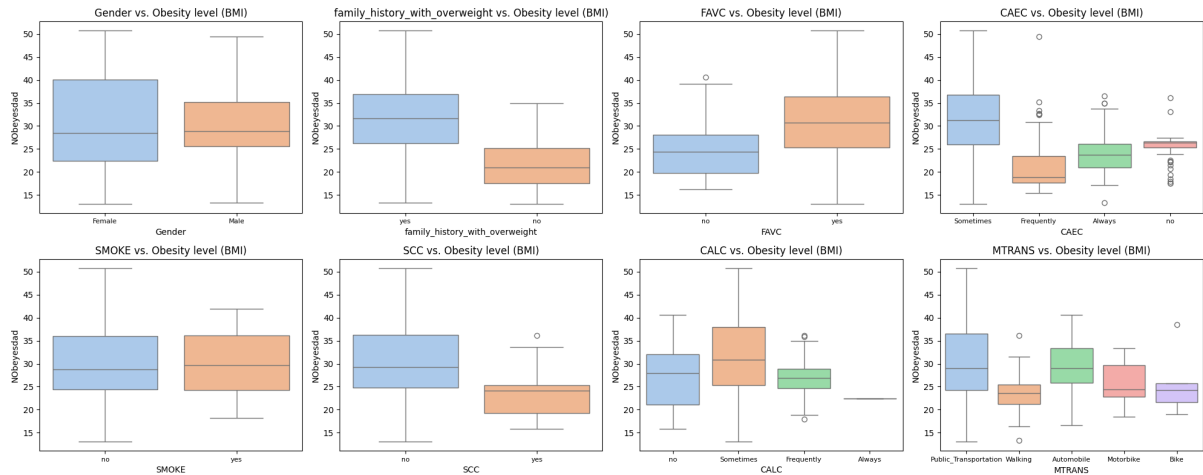 Gender vs. Obesity level (BMI)
50
45
40
35
30
25
20
15
NObeyesdad
Female
Male
Gender
family_history_with_overweight vs. Obesity level (BMI)
50
45
40
35
30
25
20
15
NObeyesdad
yes
no
family_history_with_overweight
FAVC vs. Obesity level (BMI)
50
45
40
35
30
25
20
15
NObeyesdad
no
yes
FAVC
CAEC vs. Obesity level (BMI)
50
45
40
35
30
25
20
15
NObeyesdad
Sometimes
Frequently
Always
no
CAEC
SMOKE vs. Obesity level (BMI)
50
45
40
35
30
25
20
15
NObeyesdad
no
yes
SMOKE
SCC vs. Obesity level (BMI)
50
45
40
35
30
25
20
15
NObeyesdad
no
yes
SCC
CALC vs. Obesity level (BMI)
50
45
40
35
30
25
20
15
NObeyesdad
no
Sometimes
Frequently
Always
CALC
MTRANS vs. Obesity level (BMI)
50
45
40
35
30
25
20
15
NObeyesdad
Public_Transportation
Walking
Automobile
Motorbike
Bike
MTRANS